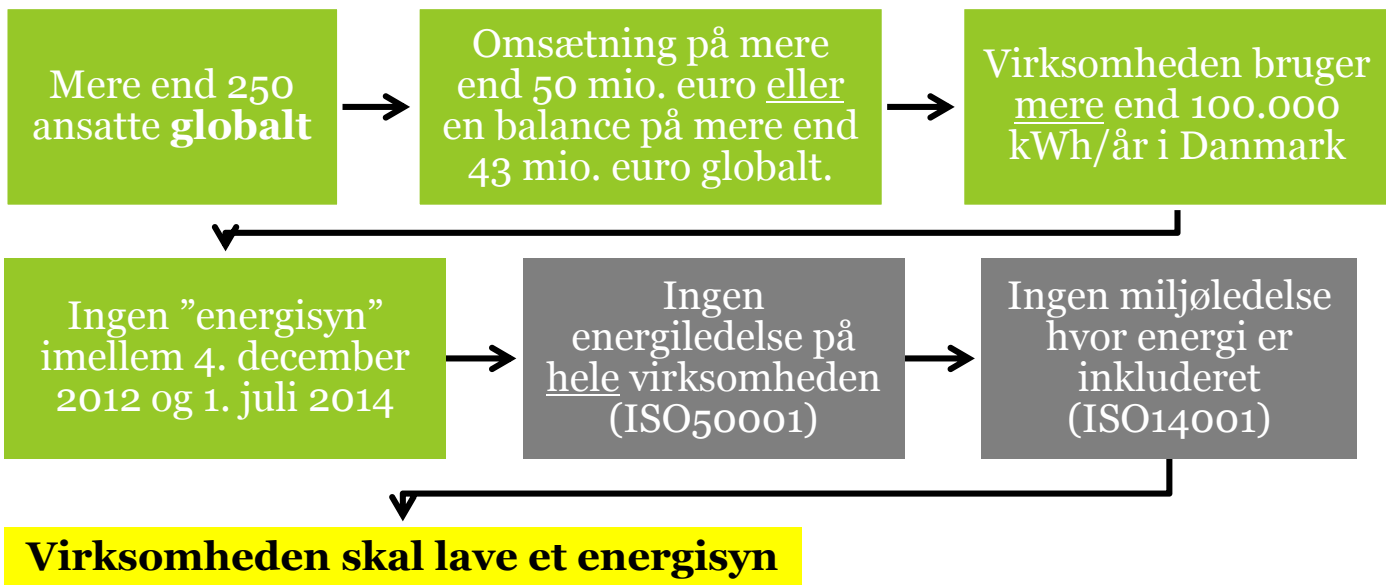 Mere end 250
ansatte globalt
Omsætning på mere
end 50 mio. euro eller
en balance på mere end
43 mio. euro globalt.
Virksomheden bruger
mere end 100.000
kWh/år i Danmark
Ingen ”energisyn”
imellem 4. december
2012 og 1. juli 2014
Ingen
energiledelse på
hele virksomheden
(ISO50001)
Ingen miljøledelse
hvor energi er
inkluderet
(ISO14001)
Virksomheden skal lave et energisyn